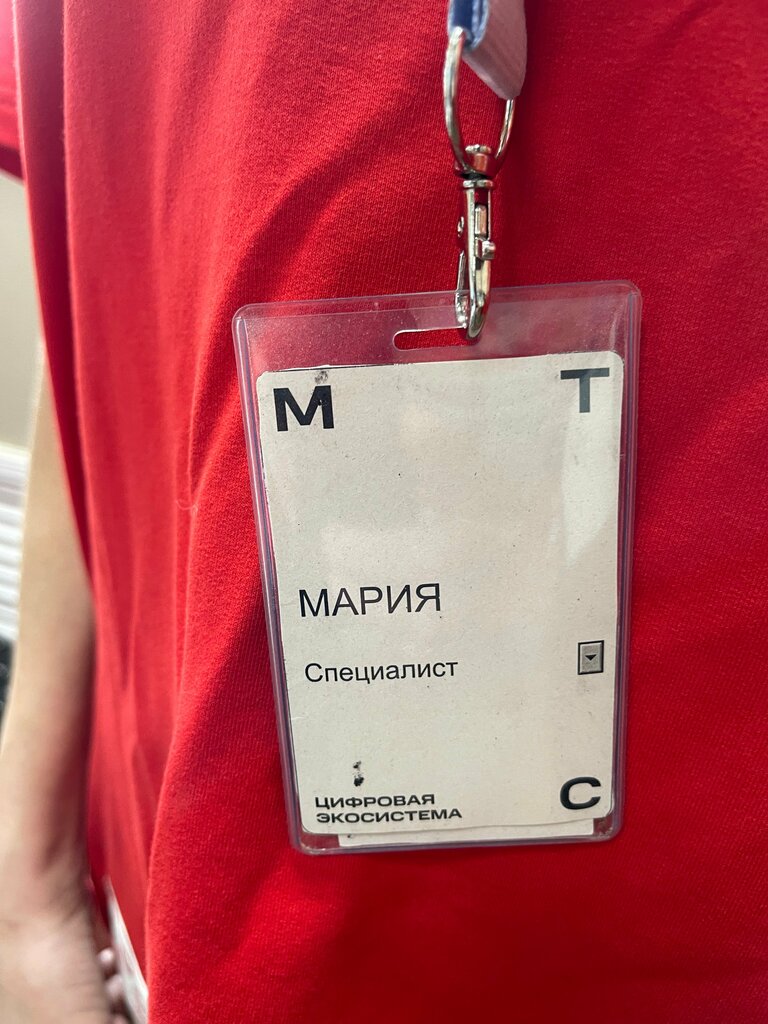 М Т
МАРИЯ
Специалист
С
ЦИФРОВАЯ
ЭКОСИСТЕМА